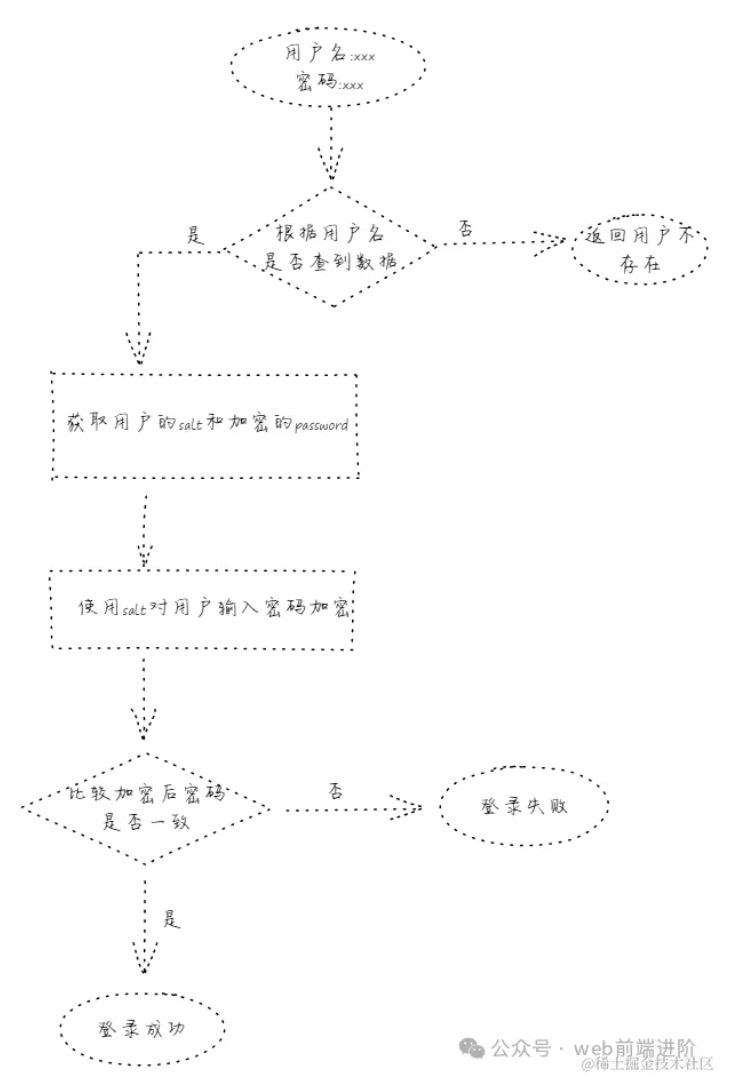 用户名:xxx
密码:xxx
是
根据用户名
是否查到数据
否
返回用户不
存在
获取用户的salt和加密的password
使用salt对用户输入密码加密
比较加密后密码
是否一致
否
登录失败
是
登录成功
公众号 · web前端进阶
@稀土掘金技术社区